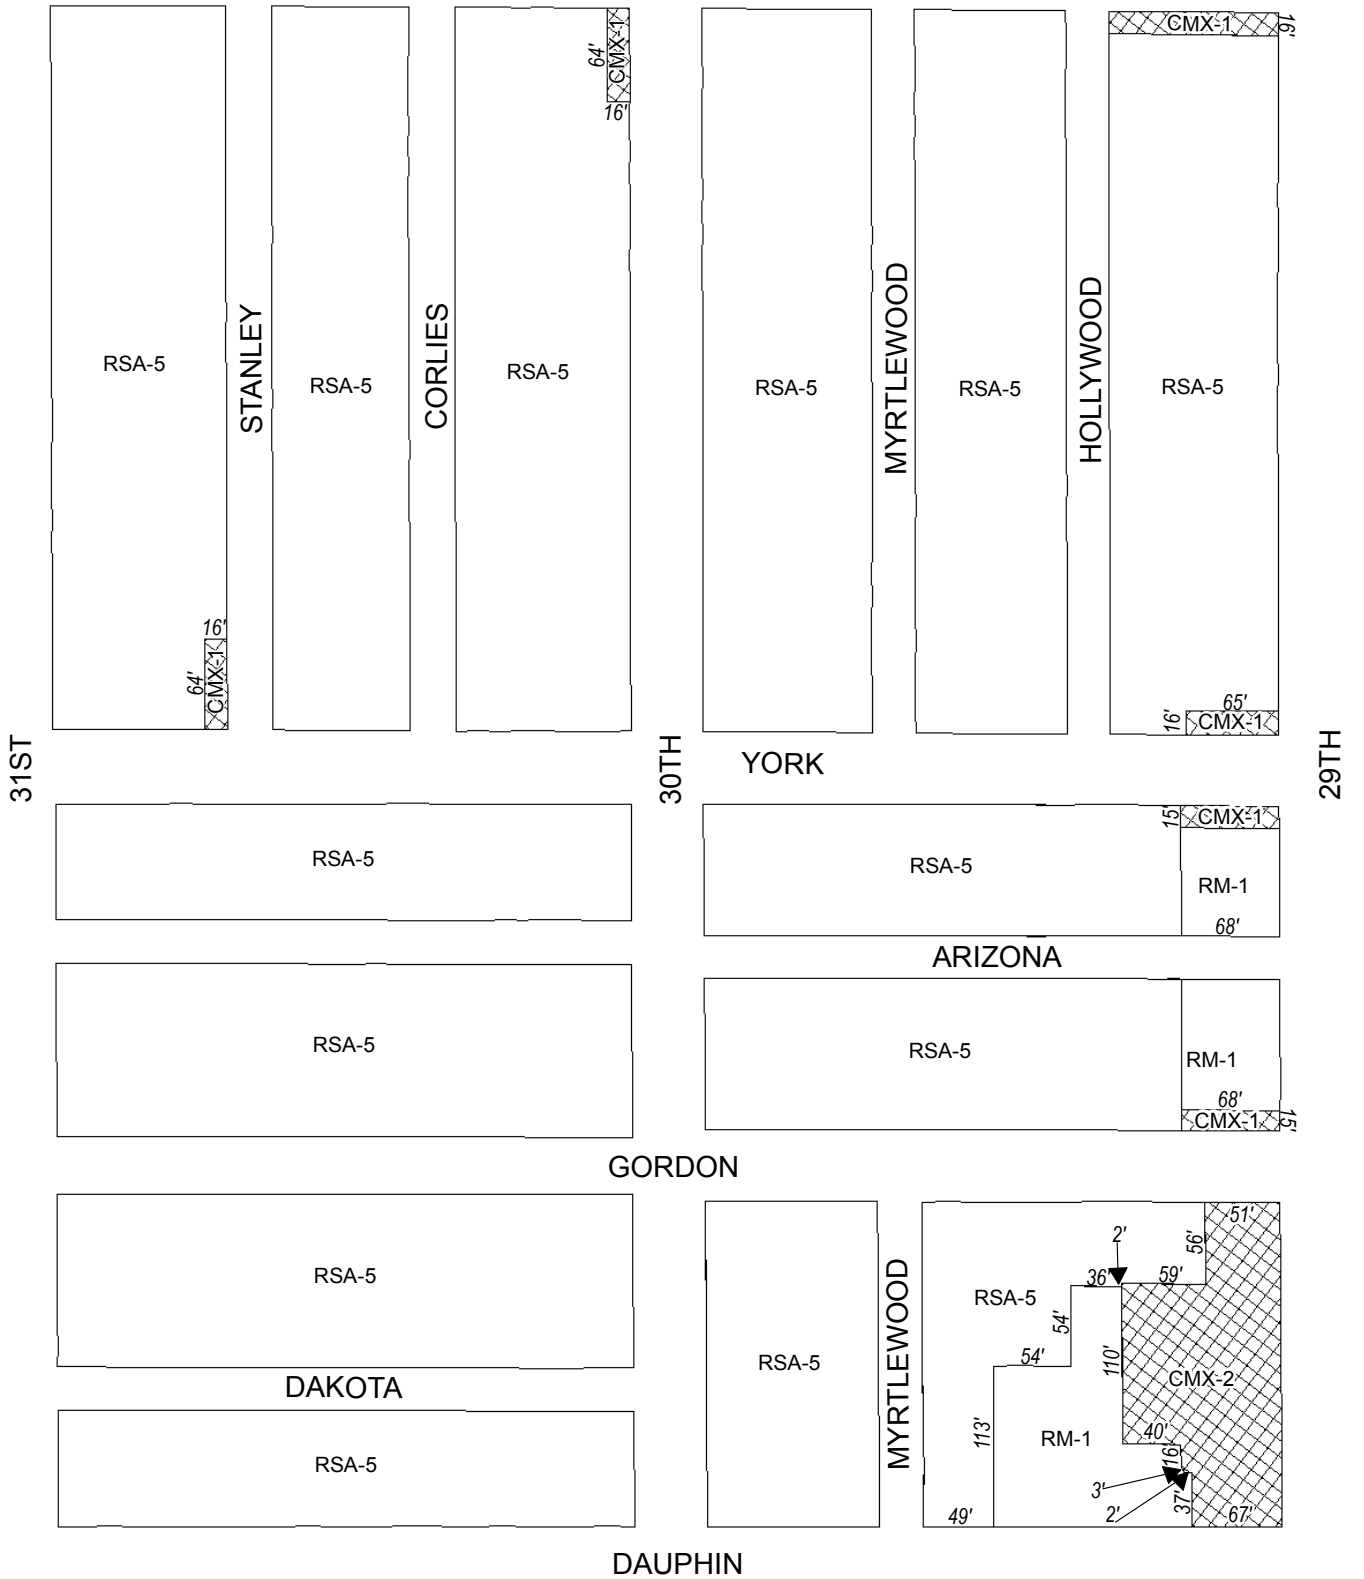 CMX-1
64'
16'
CMX-1
16'
RSA-5
STANLEY
RSA-5
CORLIES
RSA-5
RSA-5
MYRTLEWOOD
RSA-5
HOLLYWOOD
RSA-5
16'
64'
CMX-1
65'
16'
CMX-1
31ST
30TH
YORK
29TH
RSA-5
RSA-5
15'
CMX-1
RM-1
68'
ARIZONA
RSA-5
RSA-5
RM-1
68'
CMX-1
15'
GORDON
RSA-5
DAKOTA
RSA-5
RSA-5
MYRTLEWOOD
51'
56'
2'
36'
59'
RSA-5
54'
54'
110'
CMX-2
113'
RM-1
40'
16'
3'
2'
37'
49'
67'
DAUPHIN